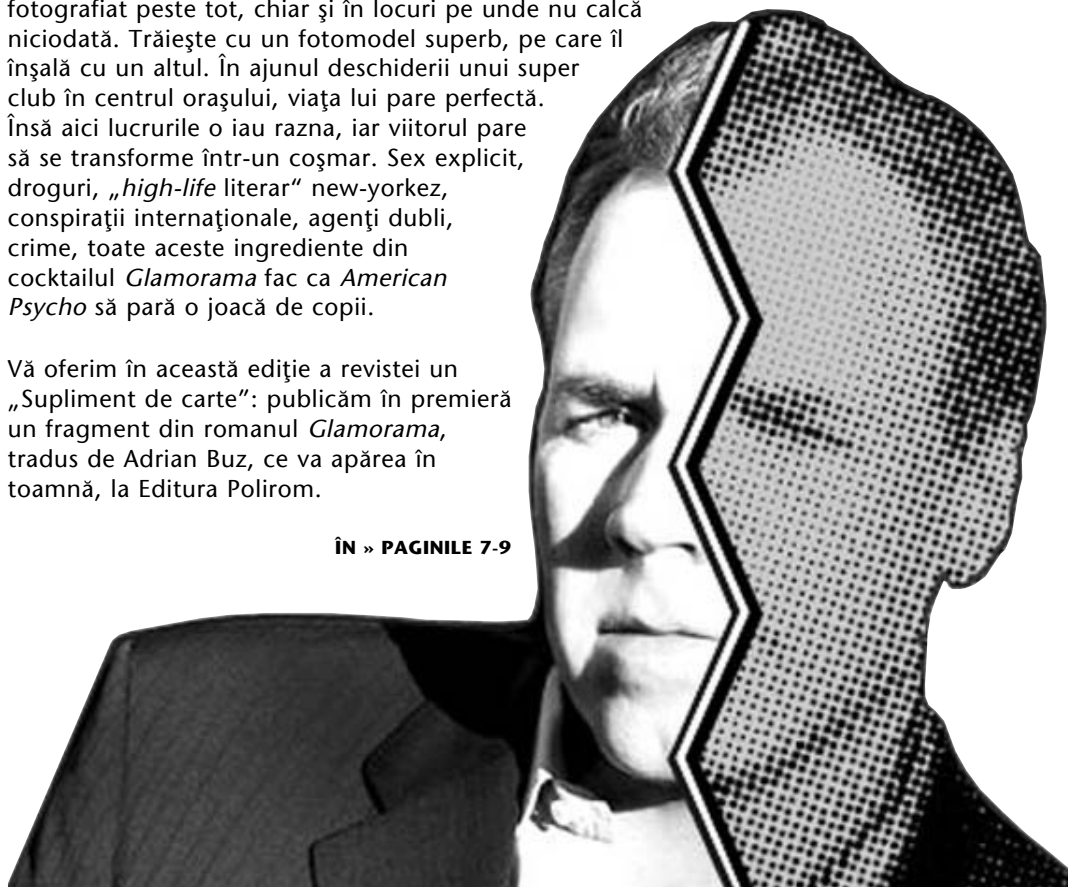 fotografiat peste tot, chiar şi în locuri pe unde nu calcă
niciodată. Trăieşte cu un fotomodel superb, pe care îl
înşală cu un altul. În ajunul deschiderii unui super
club în centrul oraşului, viaţa lui pare perfectă.
Însă aici lucrurile o iau razna, iar viitorul pare
să se transforme într-un coşmar. Sex explicit,
droguri, „high-life literar“ new-yorkez,
conspiraţii internaţionale, agenţi dubli,
crime, toate aceste ingrediente din
cocktailul Glamorama fac ca American
Psycho să pară o joacă de copii.
Vă oferim în această ediţie a revistei un
„Supliment de carte”: publicăm în premieră
un fragment din romanul Glamorama,
tradus de Adrian Buz, ce va apărea în
toamnă, la Editura Polirom.
ÎN » PAGINILE 7-9